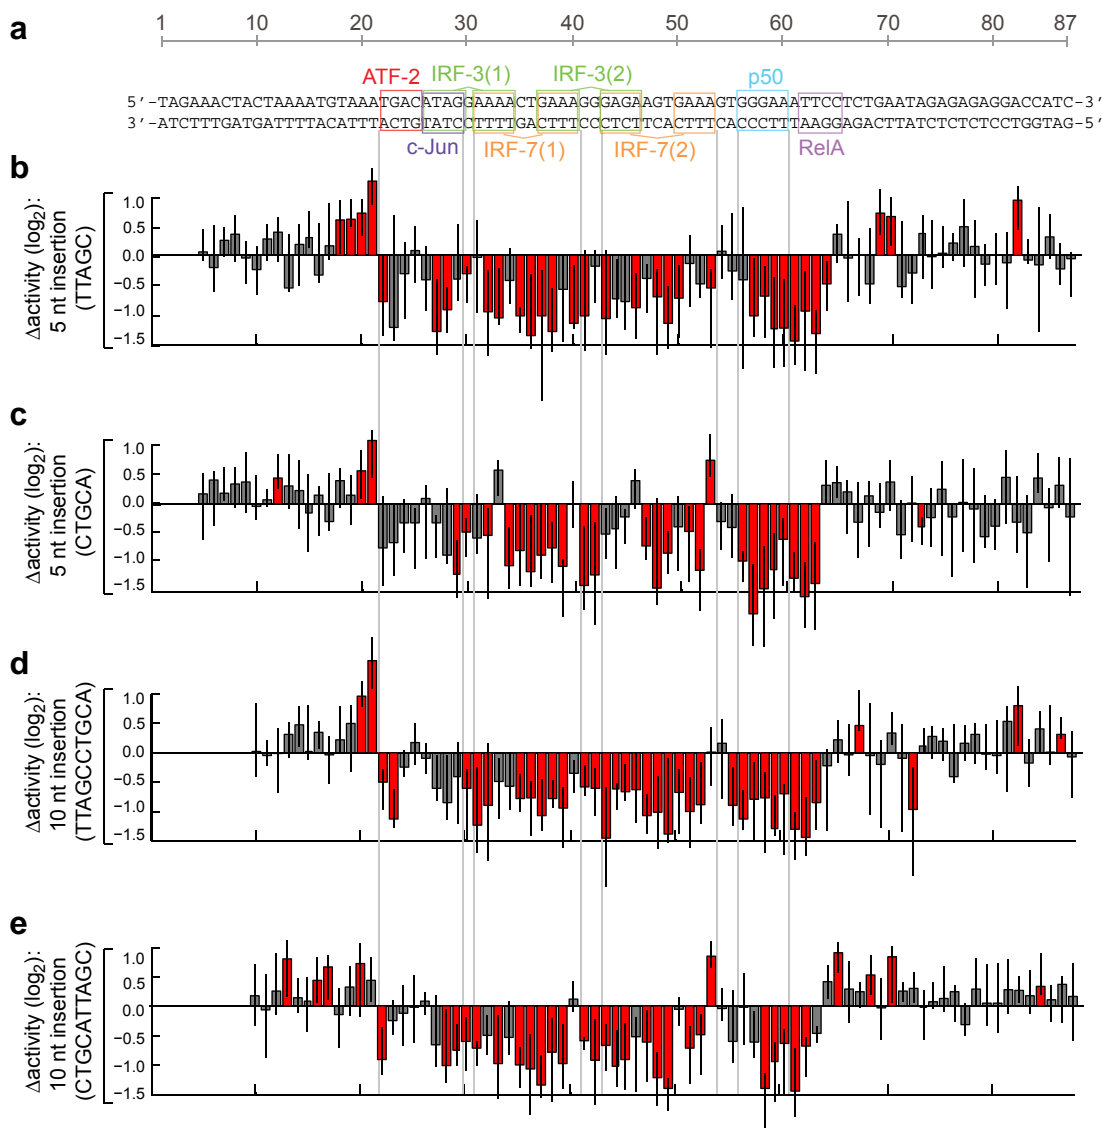 a
1 10 20 30 40 50 60 70 80 87
ATF-2 IRF-3(1) IRF-3(2) p50
5′-TAGAAACTACTAAAATGTAAATGACATAGGAAAACTGAAAGGGAGAAGTGAAAGTGGGAAATTCCTCTGAATAGAGAGAGGACCATC-3′
3′-ATCTTTGATGATTTTACATTTACTGTATCCTTTTGACTTTCCCTCTTCACTTTCACCCTTTAAGGAGACTTATCTCTCTCCTGGTAG-5′
c-Jun IRF-7(1) IRF-7(2) RelA
b
Δactivity (log2):
5 nt insertion
(TTAGC)
1.0
0.5
0.0
−0.5
−1.0
−1.5
c
Δactivity (log2):
5 nt insertion
(CTGCA)
1.0
0.5
0.0
−0.5
−1.0
−1.5
d
Δactivity (log2):
10 nt insertion
(TTAGCCTGCA)
1.0
0.5
0.0
−0.5
−1.0
−1.5
e
Δactivity (log2):
10 nt insertion
(CTGCATTAGC)
1.0
0.5
0.0
−0.5
−1.0
−1.5